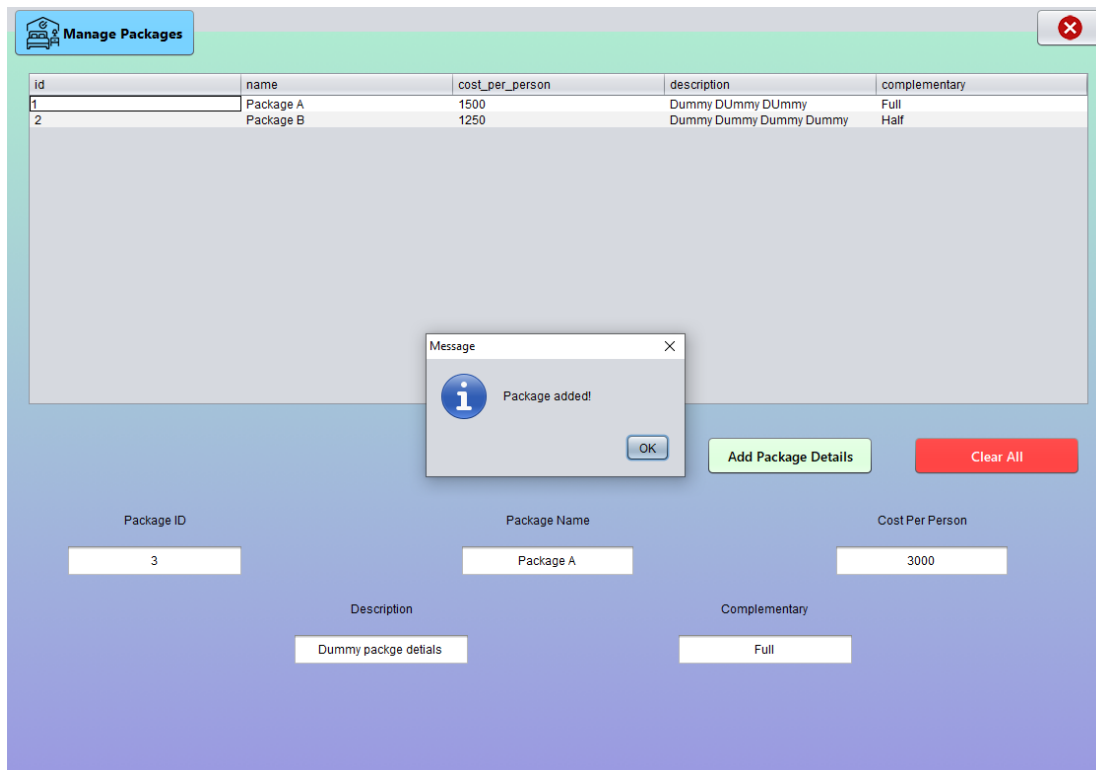 Manage Packages
id name cost_per_person description complementary
1 Package A 1500 Dummy DUmmy DUmmy Full
2 Package B 1250 Dummy Dummy Dummy Dummy Half
Message
Package added!
OK
Add Package Details Clear All
Package ID Package Name Cost Per Person
3 Package A 3000
Description Complementary
Dummy packge detials Full